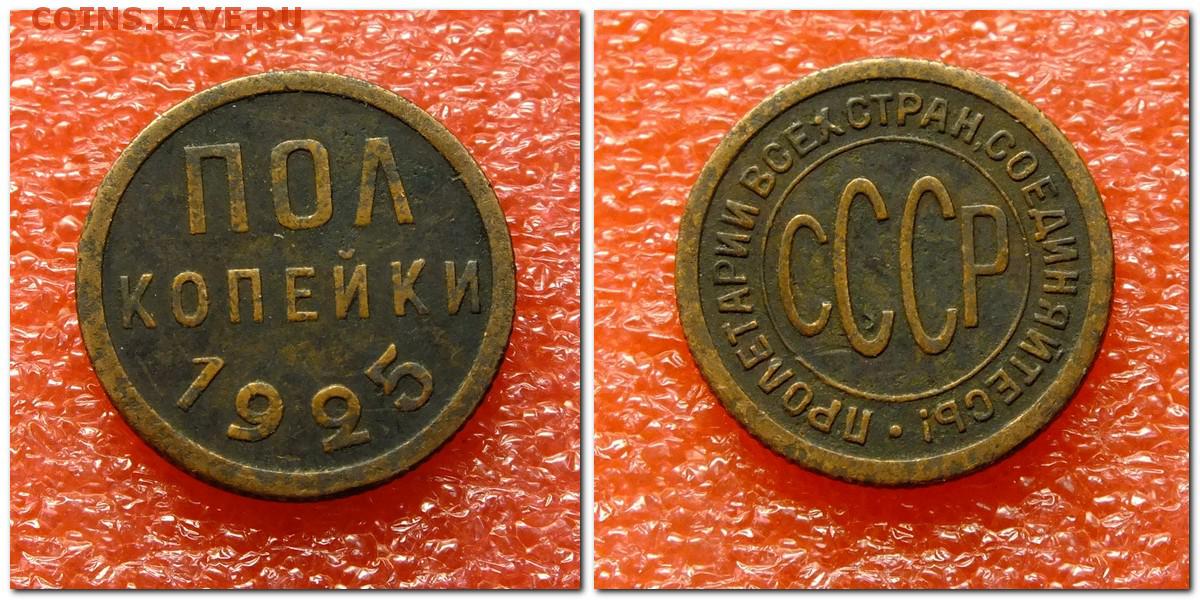 COINS.LAVE.RU
ПОЛ
КОПЕЙКИ
1925
ПРОЛЕТАРИИ ВСЕХ СТРАН, СОЕДИНЯЙТЕСЬ! •
СССР